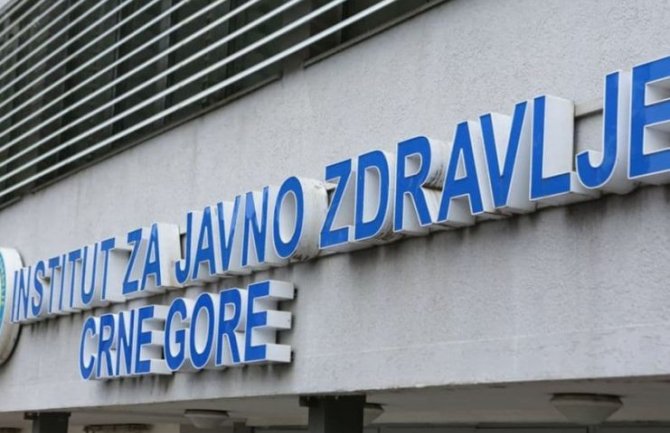 INSTITUT ZA JAVNO ZDRAVLJE
CRNE GORE